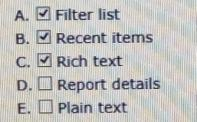 A. ☑ Filter list
B. ☑ Recent items
C. ☑ Rich text
D. ☐ Report details
E. ☐ Plain text